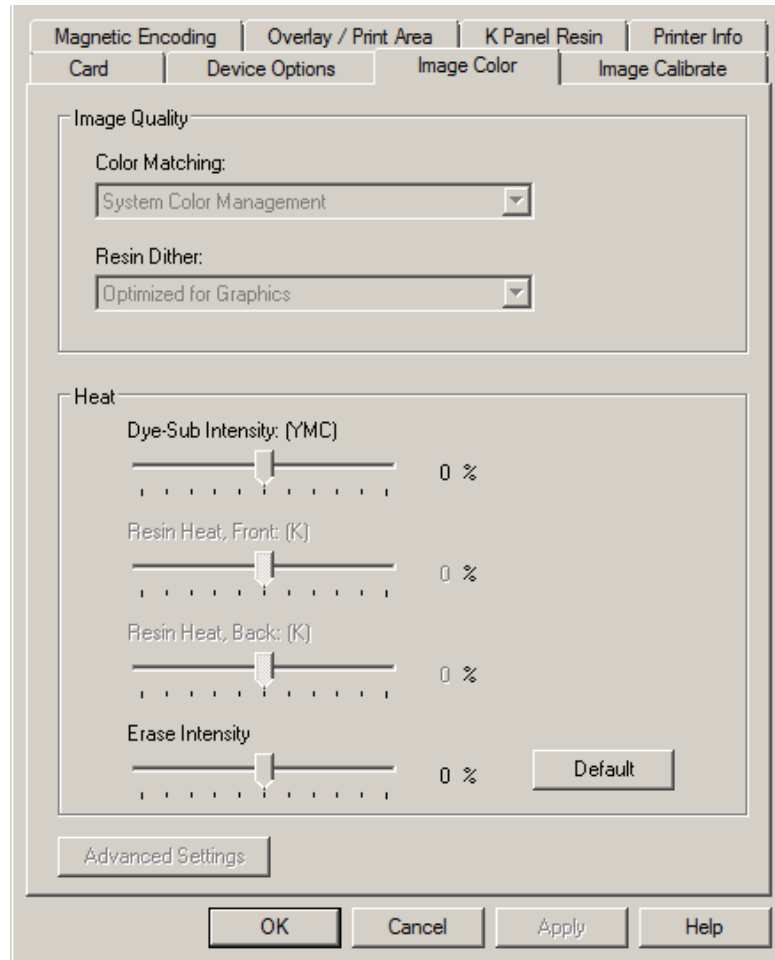 Magnetic Encoding Overlay / Print Area K Panel Resin Printer Info
Card Device Options Image Color Image Calibrate
Image Quality
Color Matching:
System Color Management
Resin Dither:
Optimized for Graphics
Heat
Dye-Sub Intensity: (YMC)
0 %
Resin Heat, Front: (K)
0 %
Resin Heat, Back: (K)
0 %
Erase Intensity
0 % Default
Advanced Settings
OK Cancel Apply Help